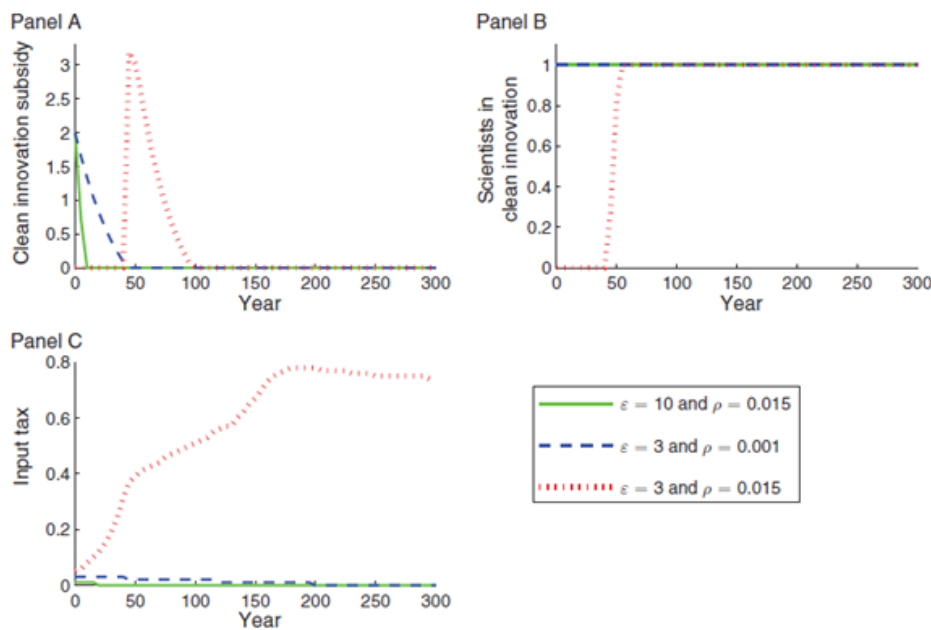 Panel A
Clean innovation subsidy
3
2.5
2
1.5
1
0.5
0
0 50 100 150 200 250 300
Year
Panel B
Scientists in
clean innovation
1
0.8
0.6
0.4
0.2
0
0 50 100 150 200 250 300
Year
Panel C
Input tax
0.8
0.6
0.4
0.2
0
0 50 100 150 200 250 300
Year
ε = 10 and ρ = 0.015
ε = 3 and ρ = 0.001
ε = 3 and ρ = 0.015